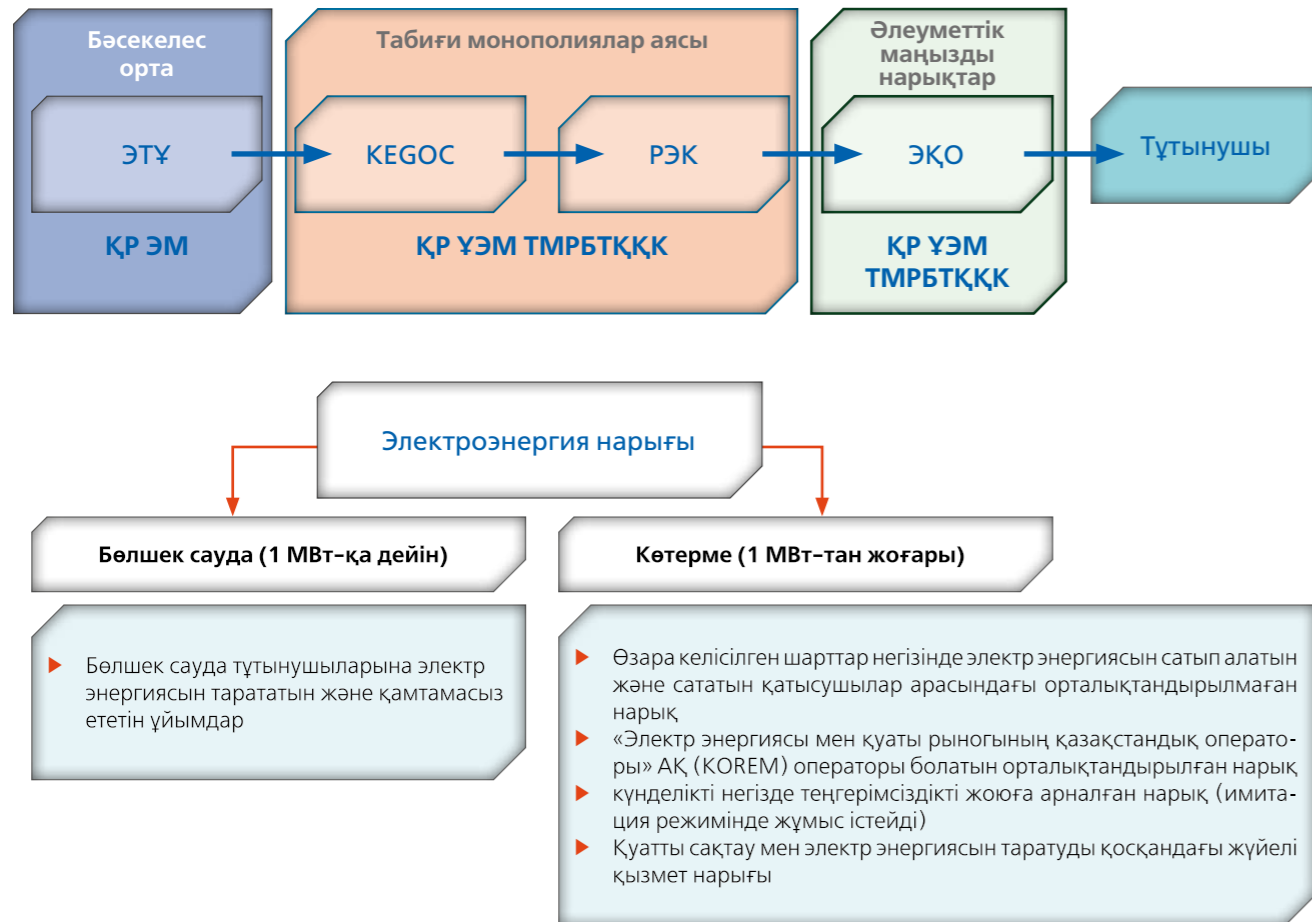 Бәсекелес
орта
Табиғи монополиялар аясы
Әлеуметтік
маңызды
нарықтар
ЭТҰ
KEGOC
РЭК
ЭҚО
Тұтынушы
ҚР ЭМ
ҚР ҰЭМ ТМРБТҚҚК
ҚР ҰЭМ
ТМРБТҚҚК
Электроэнергия нарығы
Бөлшек сауда (1 МВт-қа дейін)
Көтерме (1 МВт-тан жоғары)
Бөлшек сауда тұтынушыларына электр
энергиясын тарататын және қамтамасыз
ететін ұйымдар
Өзара келісілген шарттар негізінде электр энергиясын сатып алатын
және сататын қатысушылар арасындағы орталықтандырылмаған
нарық
«Электр энергиясы мен қуаты рыногының қазақстандық операто-
ры» АҚ (KOREM) операторы болатын орталықтандырылған нарық
күнделікті негізде теңгерімсіздікті жоюға арналған нарық (имита-
ция режимінде жұмыс істейді)
Қуатты сақтау мен электр энергиясын таратуды қосқандағы жүйелі
қызмет нарығы